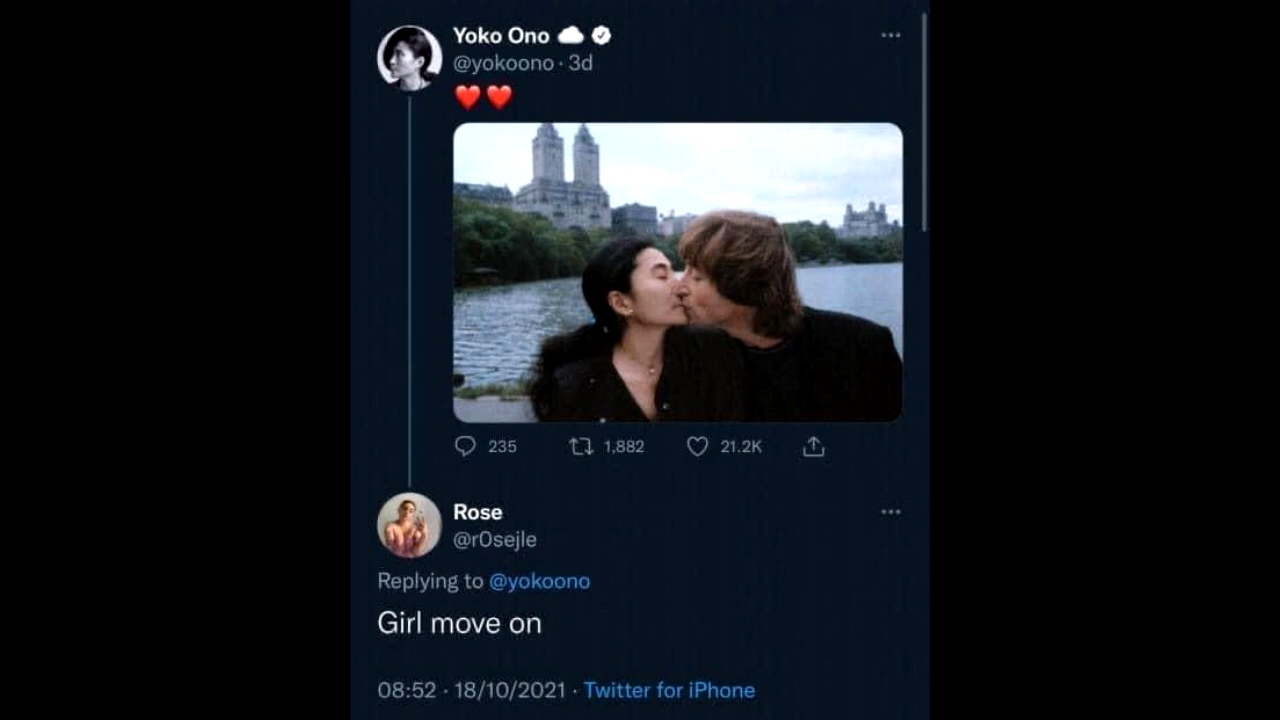 Yoko Ono
@yokoono · 3d
❤️❤️
235 1,882 21.2K
Rose
@r0sejle
Replying to @yokoono
Girl move on
08:52 · 18/10/2021 · Twitter for iPhone